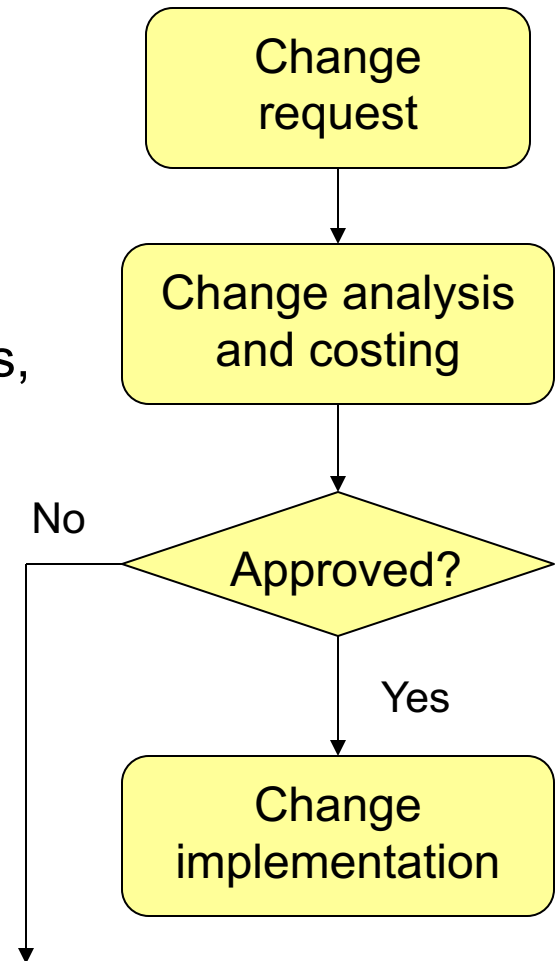 Change
request
Change analysis
and costing
s,
No
Approved?
Yes
Change
implementation